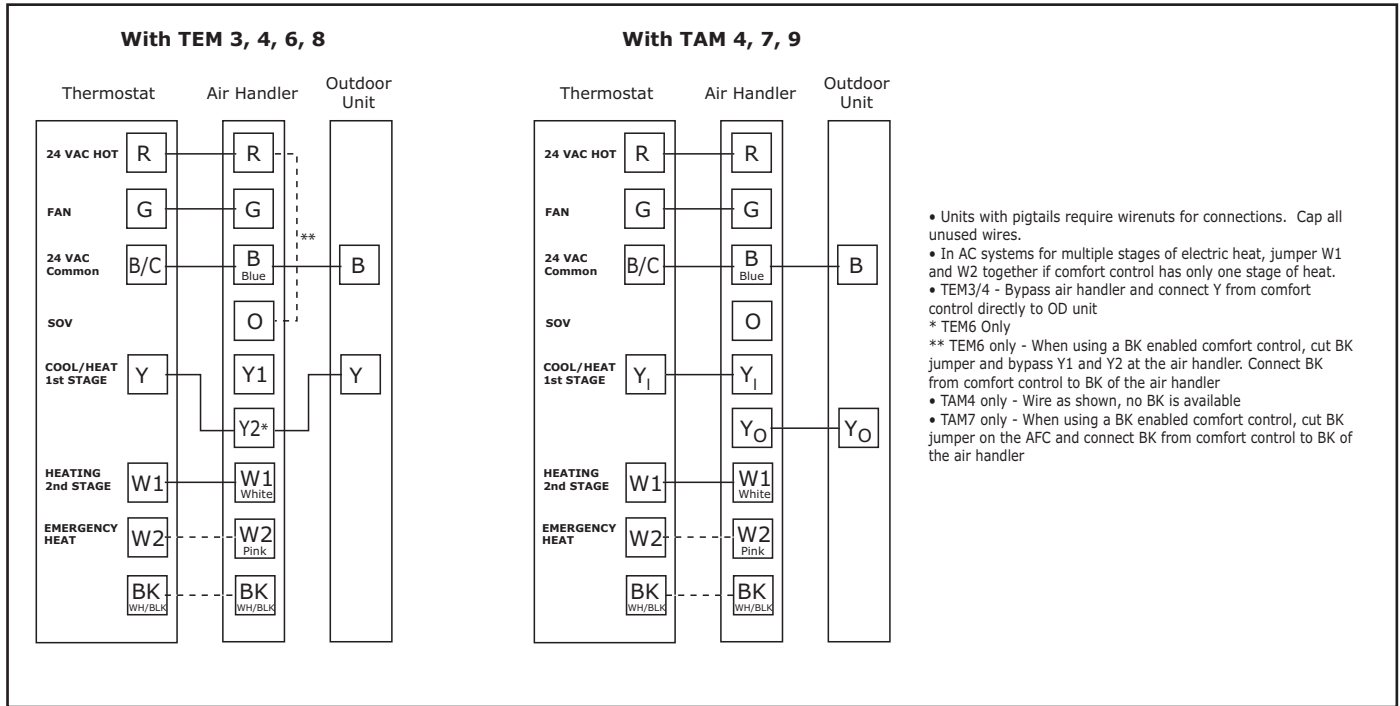 With TEM 3, 4, 6, 8
Thermostat
Air Handler
Outdoor
Unit
24 VAC HOT
R
R
FAN
G
G
**
24 VAC
Common
B/C
B
Blue
B
SOV
O
COOL/HEAT
1st STAGE
Y
Y1
Y
Y2*
HEATING
2nd STAGE
W1
W1
White
EMERGENCY
HEAT
W2
W2
Pink
BK
WH/BLK
BK
WH/BLK
With TAM 4, 7, 9
Thermostat
Air Handler
Outdoor
Unit
24 VAC HOT
R
R
FAN
G
G
24 VAC
Common
B/C
B
Blue
B
SOV
O
COOL/HEAT
1st STAGE
YI
YI
YO
YO
HEATING
2nd STAGE
W1
W1
White
EMERGENCY
HEAT
W2
W2
Pink
BK
WH/BLK
BK
WH/BLK
• Units with pigtails require wirenuts for connections. Cap all
unused wires.
• In AC systems for multiple stages of electric heat, jumper W1
and W2 together if comfort control has only one stage of heat.
• TEM3/4 - Bypass air handler and connect Y from comfort
control directly to OD unit
* TEM6 Only
** TEM6 only - When using a BK enabled comfort control, cut BK
jumper and bypass Y1 and Y2 at the air handler. Connect BK
from comfort control to BK of the air handler
• TAM4 only - Wire as shown, no BK is available
• TAM7 only - When using a BK enabled comfort control, cut BK
jumper on the AFC and connect BK from comfort control to BK of
the air handler